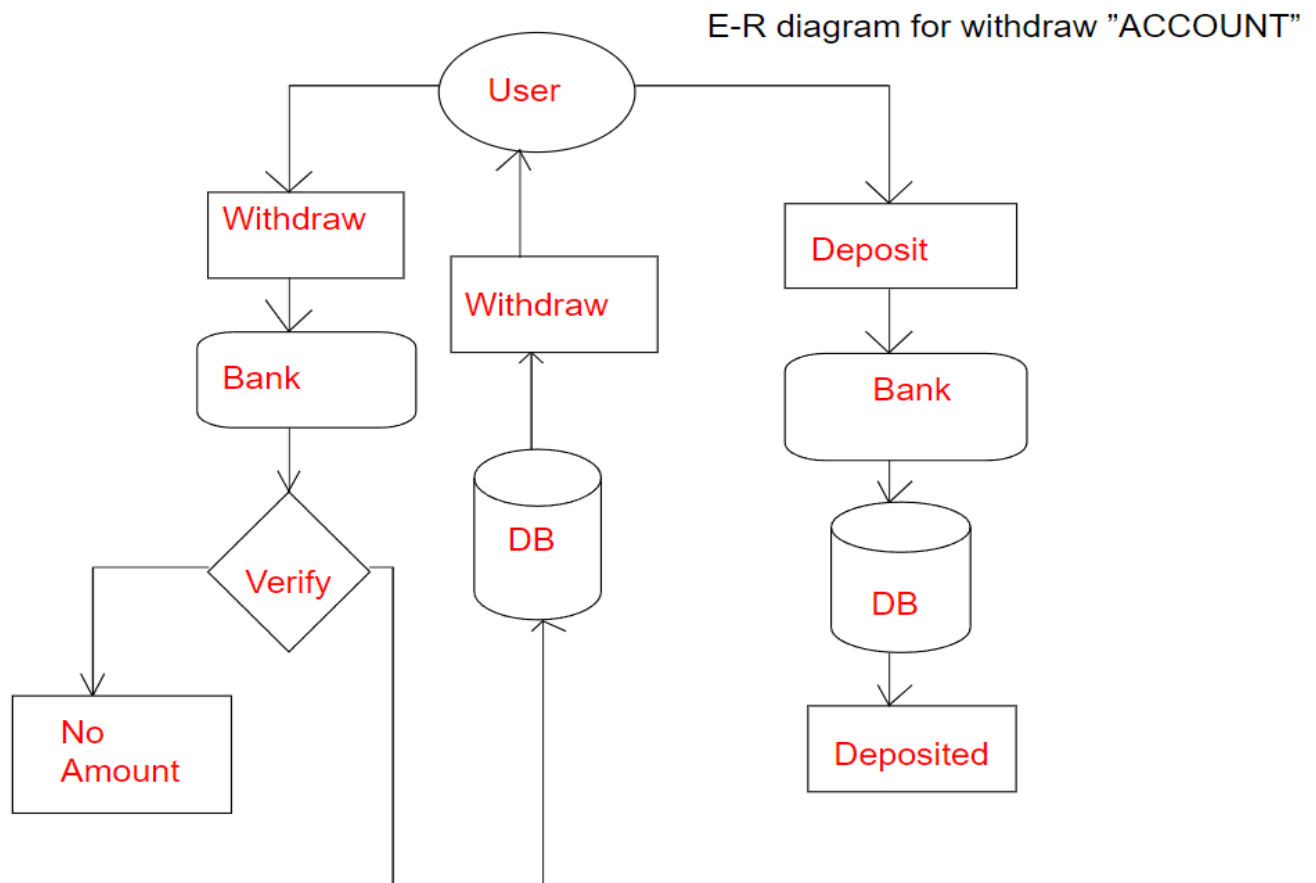 E-R diagram for withdraw ”ACCOUNT”
User
Withdraw
Deposit
Withdraw
Bank
Bank
DB
Verify
DB
No
Amount
Deposited